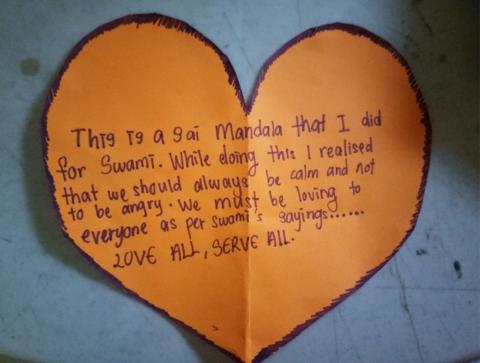 This is a sai Mandala that I did
for Swami. While doing this I realised
that we should always be calm and not
to be angry. We must be loving to
everyone as per swami's sayings......
LOVE ALL, SERVE ALL.